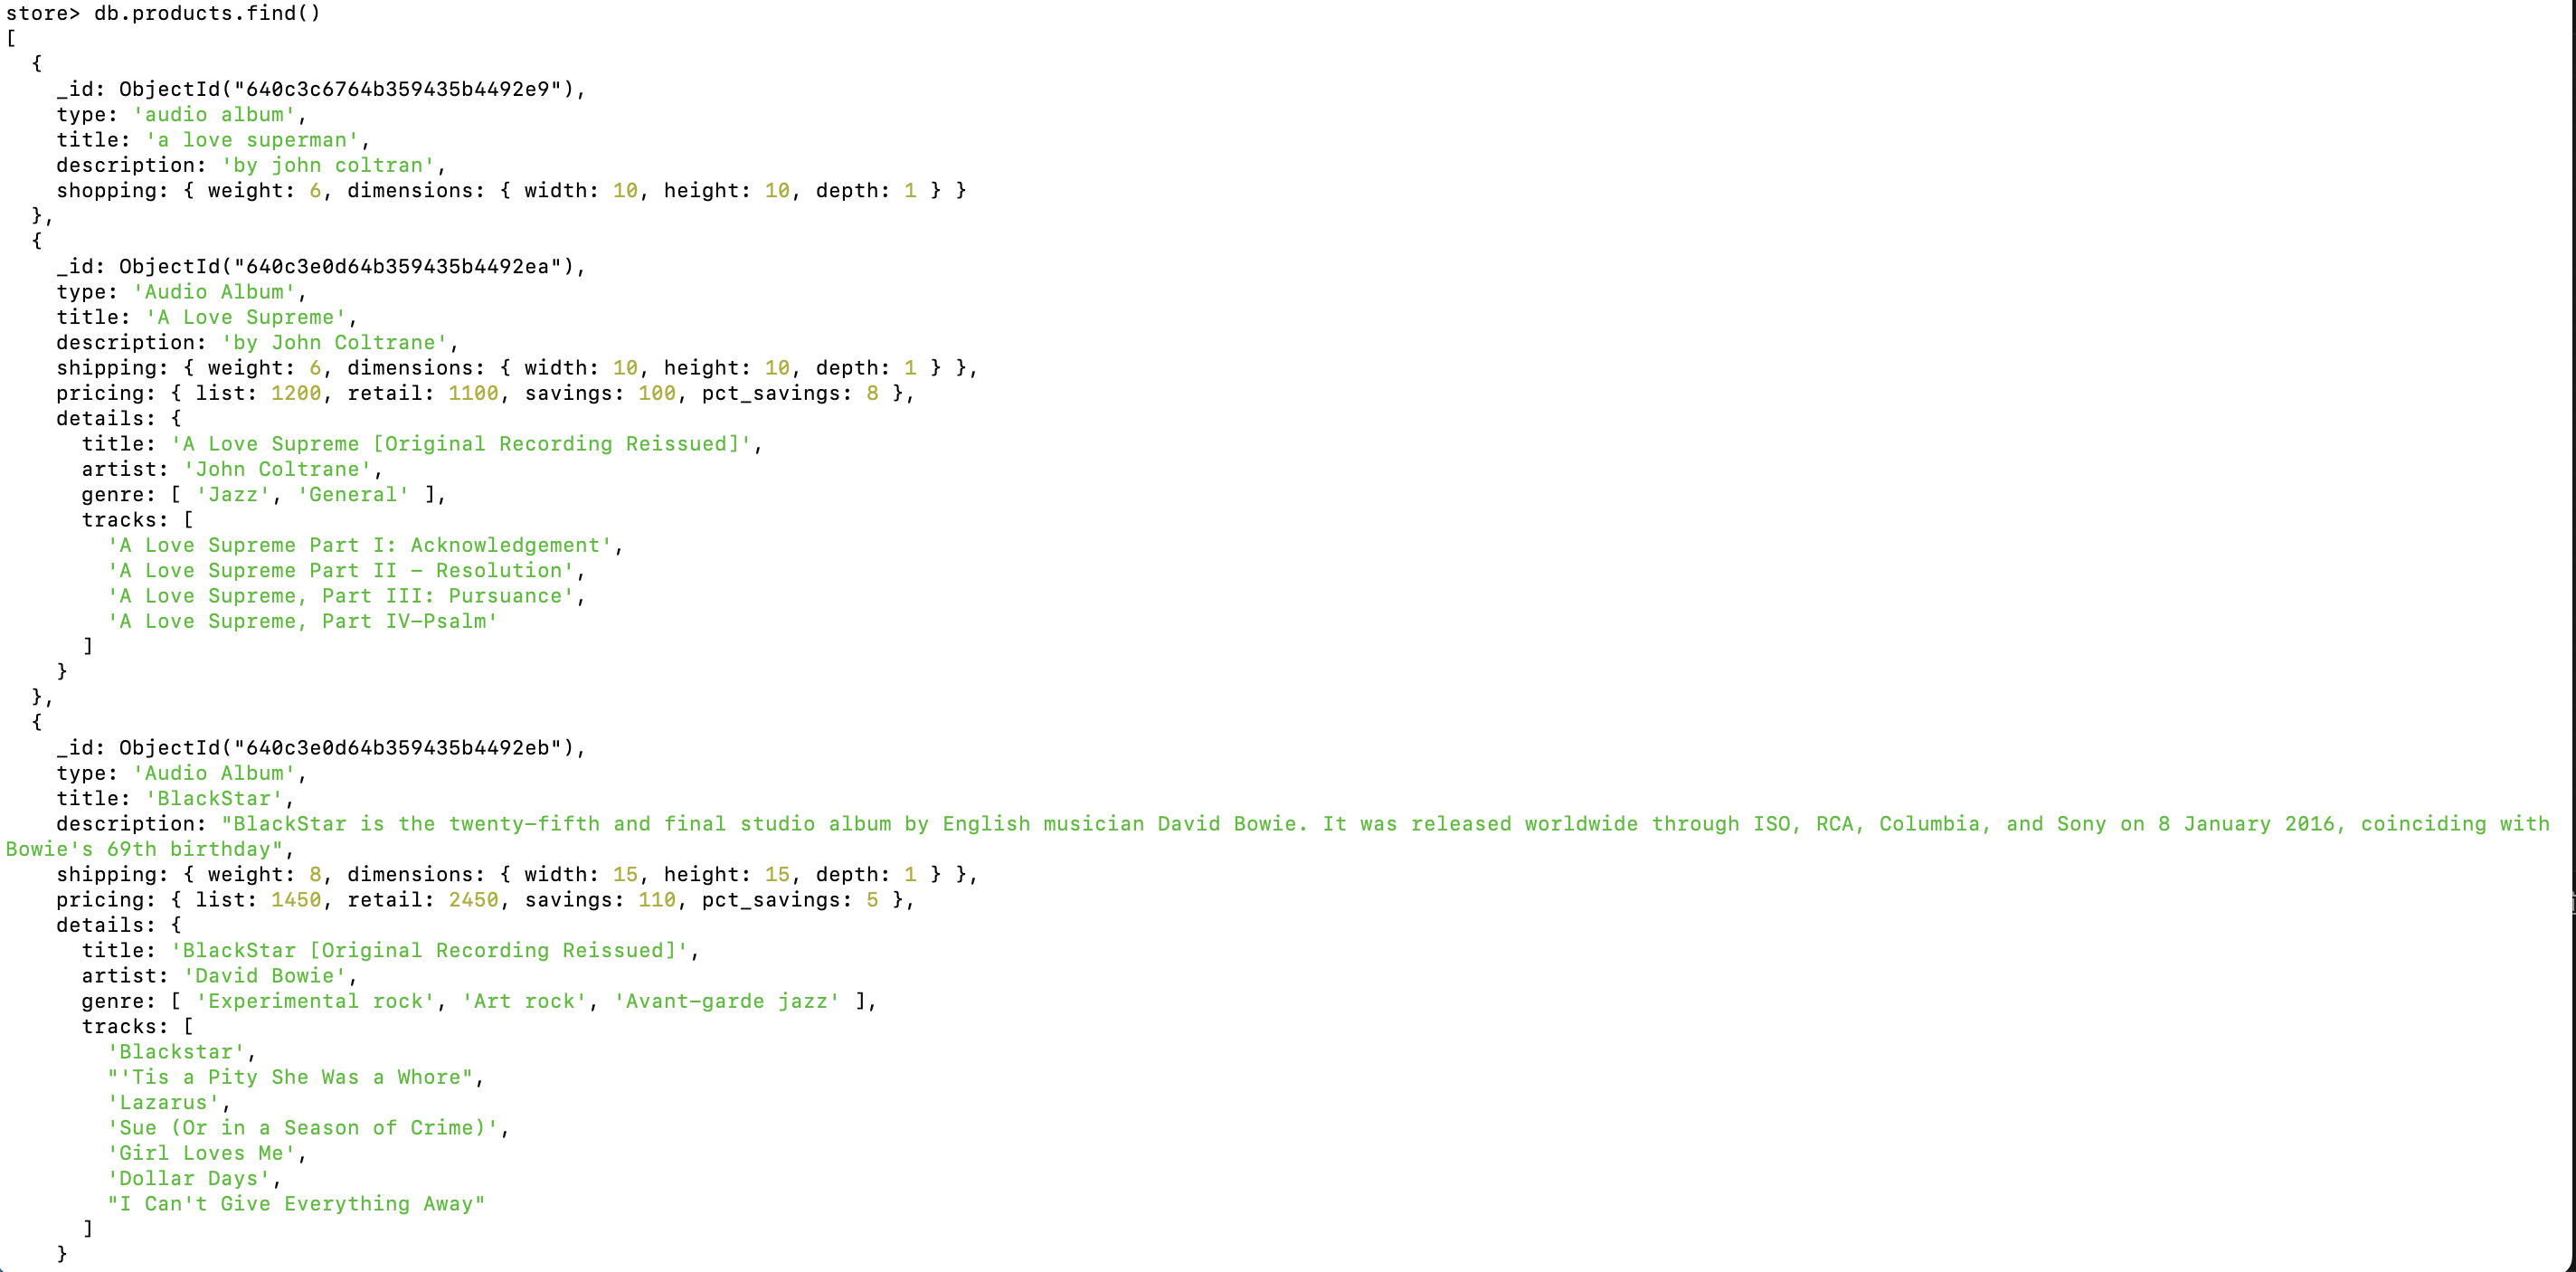 store> db.products.find()
[
  {
    _id: ObjectId("640c3c6764b359435b4492e9"),
    type: 'audio album',
    title: 'a love superman',
    description: 'by john coltran',
    shopping: { weight: 6, dimensions: { width: 10, height: 10, depth: 1 } }
  },
  {
    _id: ObjectId("640c3e0d64b359435b4492ea"),
    type: 'Audio Album',
    title: 'A Love Supreme',
    description: 'by John Coltrane',
    shipping: { weight: 6, dimensions: { width: 10, height: 10, depth: 1 } },
    pricing: { list: 1200, retail: 1100, savings: 100, pct_savings: 8 },
    details: {
      title: 'A Love Supreme [Original Recording Reissued]',
      artist: 'John Coltrane',
      genre: [ 'Jazz', 'General' ],
      tracks: [
        'A Love Supreme Part I: Acknowledgement',
        'A Love Supreme Part II - Resolution',
        'A Love Supreme, Part III: Pursuance',
        'A Love Supreme, Part IV-Psalm'
      ]
    }
  },
  {
    _id: ObjectId("640c3e0d64b359435b4492eb"),
    type: 'Audio Album',
    title: 'BlackStar',
    description: "BlackStar is the twenty-fifth and final studio album by English musician David Bowie. It was released worldwide through ISO, RCA, Columbia, and Sony on 8 January 2016, coinciding with
Bowie's 69th birthday",
    shipping: { weight: 8, dimensions: { width: 15, height: 15, depth: 1 } },
    pricing: { list: 1450, retail: 2450, savings: 110, pct_savings: 5 },
    details: {
      title: 'BlackStar [Original Recording Reissued]',
      artist: 'David Bowie',
      genre: [ 'Experimental rock', 'Art rock', 'Avant-garde jazz' ],
      tracks: [
        'Blackstar',
        "'Tis a Pity She Was a Whore",
        'Lazarus',
        'Sue (Or in a Season of Crime)',
        'Girl Loves Me',
        'Dollar Days',
        "I Can't Give Everything Away"
      ]
    }